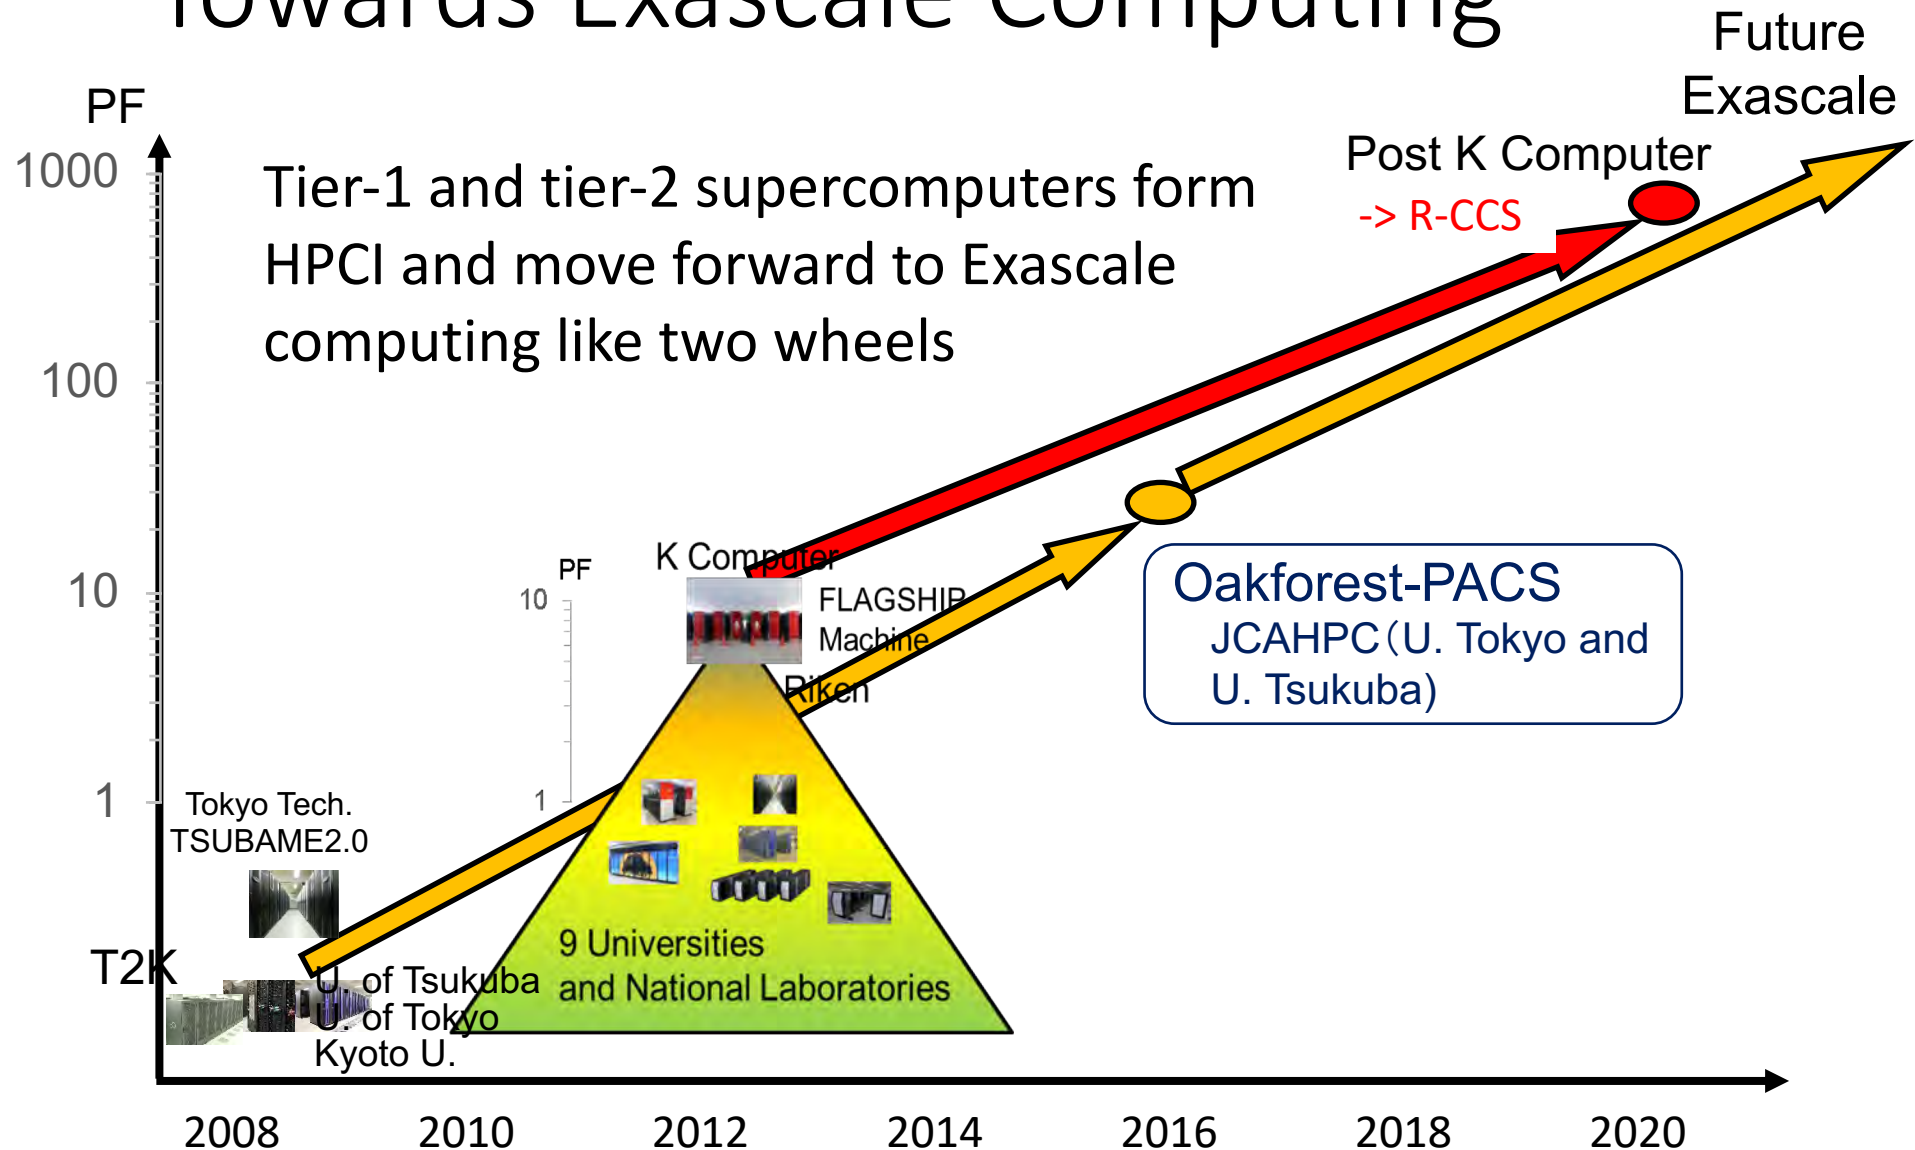 Towards Exascale Computing
Future
Exascale
PF
1000
100
10
1
Tier-1 and tier-2 supercomputers form
HPCI and move forward to Exascale
computing like two wheels
Post K Computer
-> R-CCS
PF
10
1
K Computer
FLAGSHIP
Machine
Riken
Oakforest-PACS
JCAHPC(U. Tokyo and
U. Tsukuba)
Tokyo Tech.
TSUBAME2.0
T2K
U. of Tsukuba
U. of Tokyo
Kyoto U.
9 Universities
and National Laboratories
2008 2010 2012 2014 2016 2018 2020